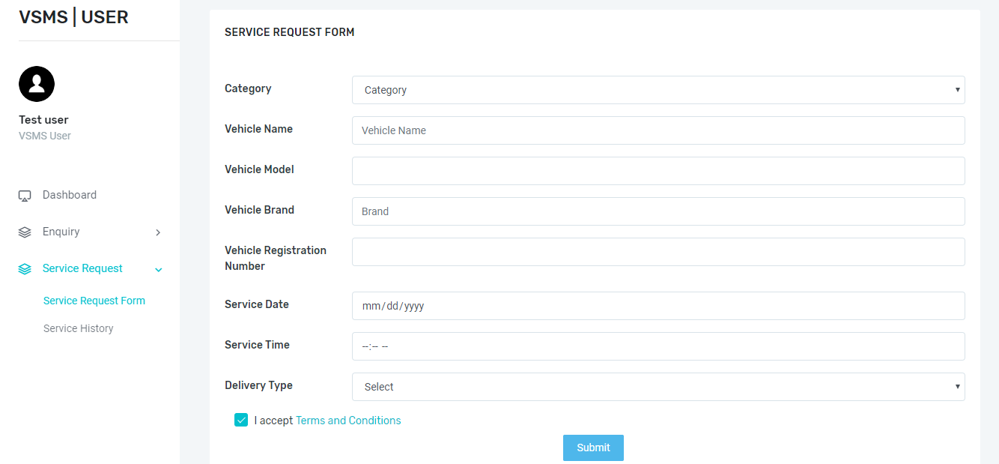 VSMS | USER
Test user
VSMS User
Dashboard
Enquiry
Service Request
Service Request Form
Service History
SERVICE REQUEST FORM
Category
Category
Vehicle Name
Vehicle Name
Vehicle Model
Vehicle Brand
Brand
Vehicle Registration
Number
Service Date
mm/dd/yyyy
Service Time
--:-- --
Delivery Type
Select
I accept Terms and Conditions
Submit